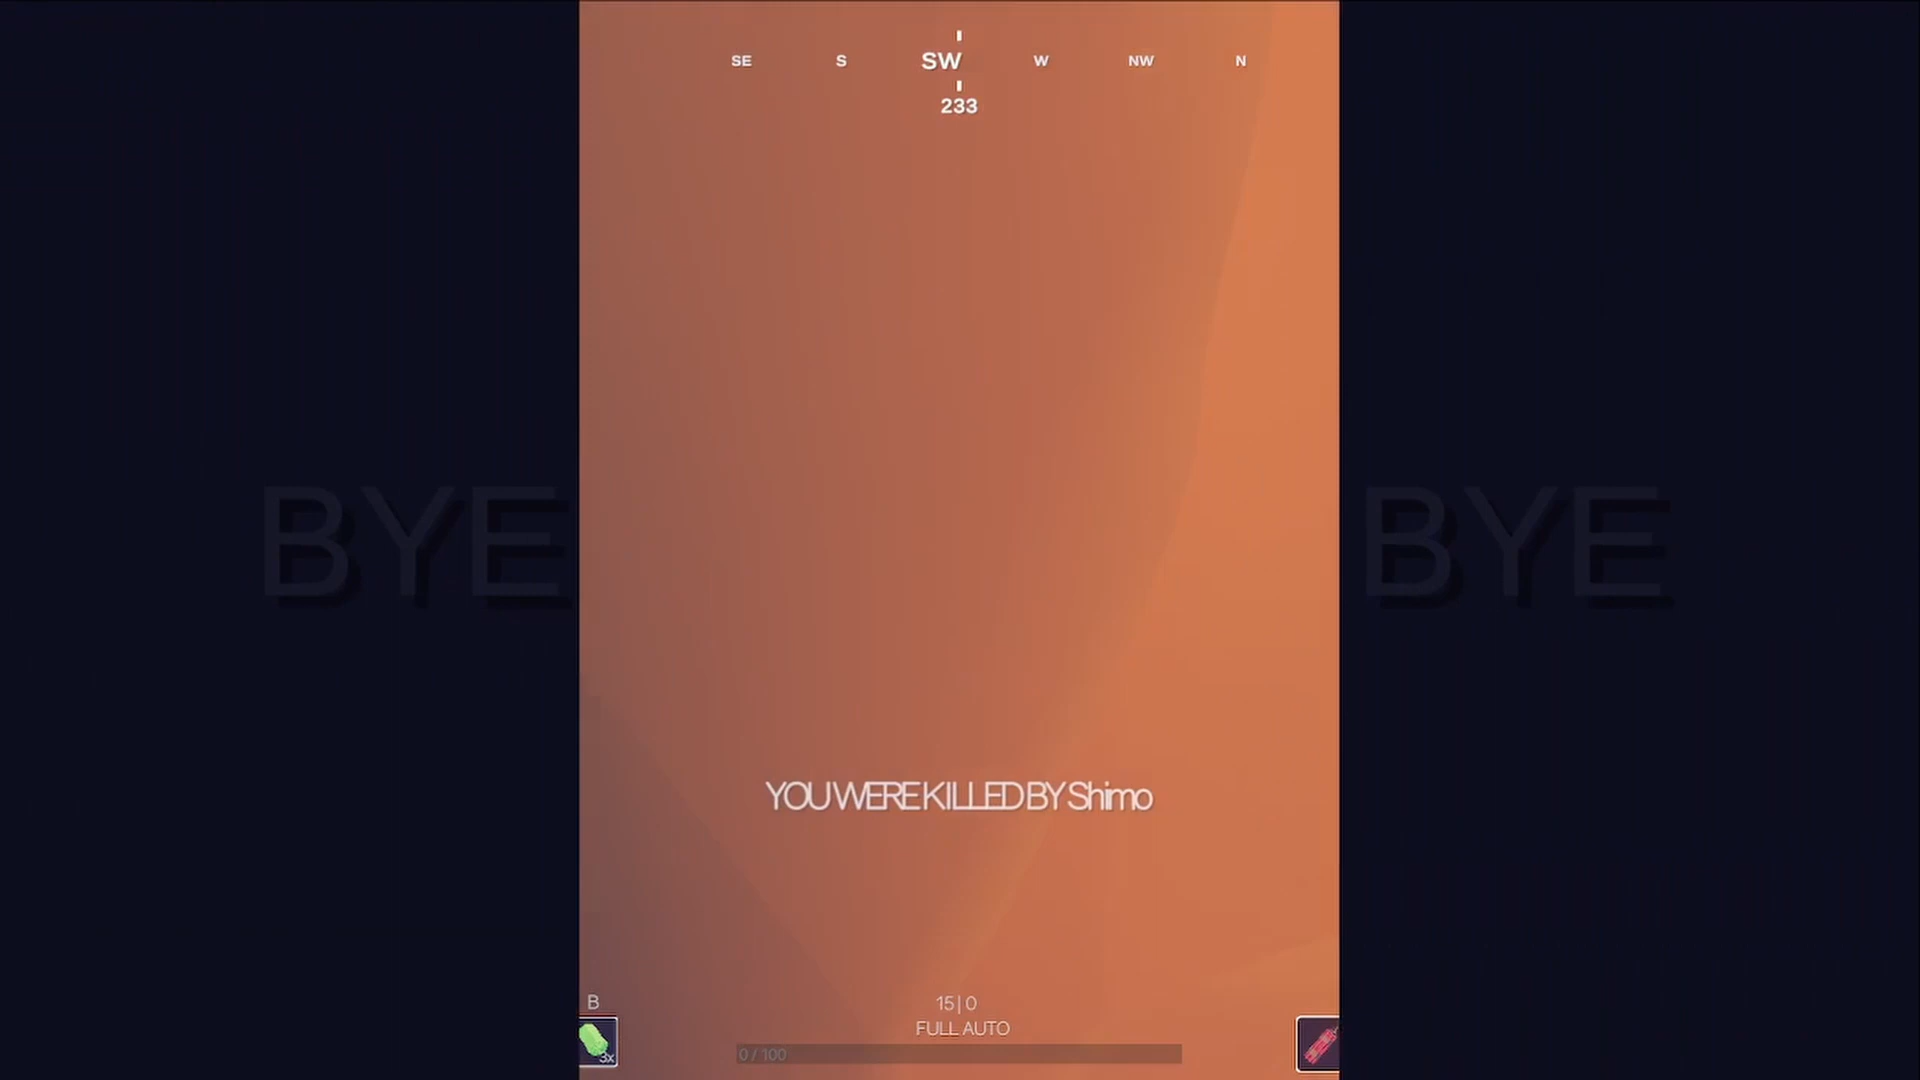 SE S SW W NW N
233
BYE BYE
YOU WERE KILLED BY Shimo
B
15|0
FULL AUTO
3x
0 / 100